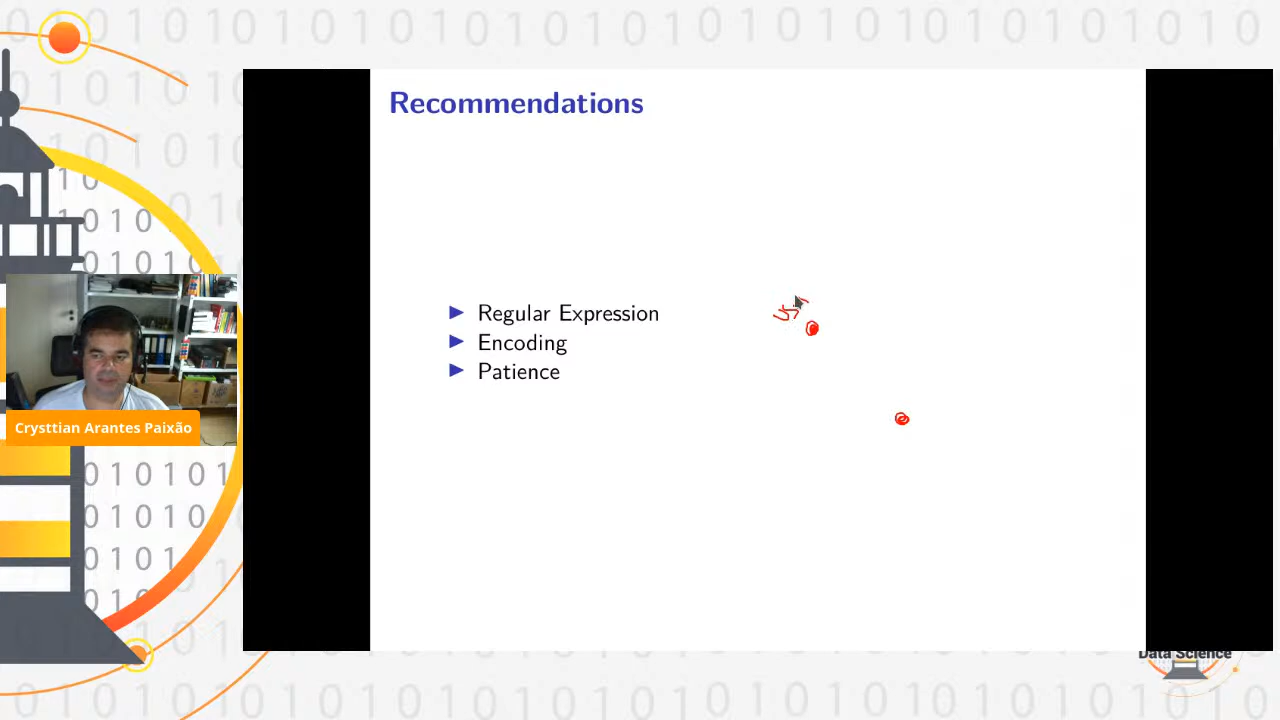 Recommendations
Regular Expression
Encoding
Patience
Crysttian Arantes Paixão
Data Science